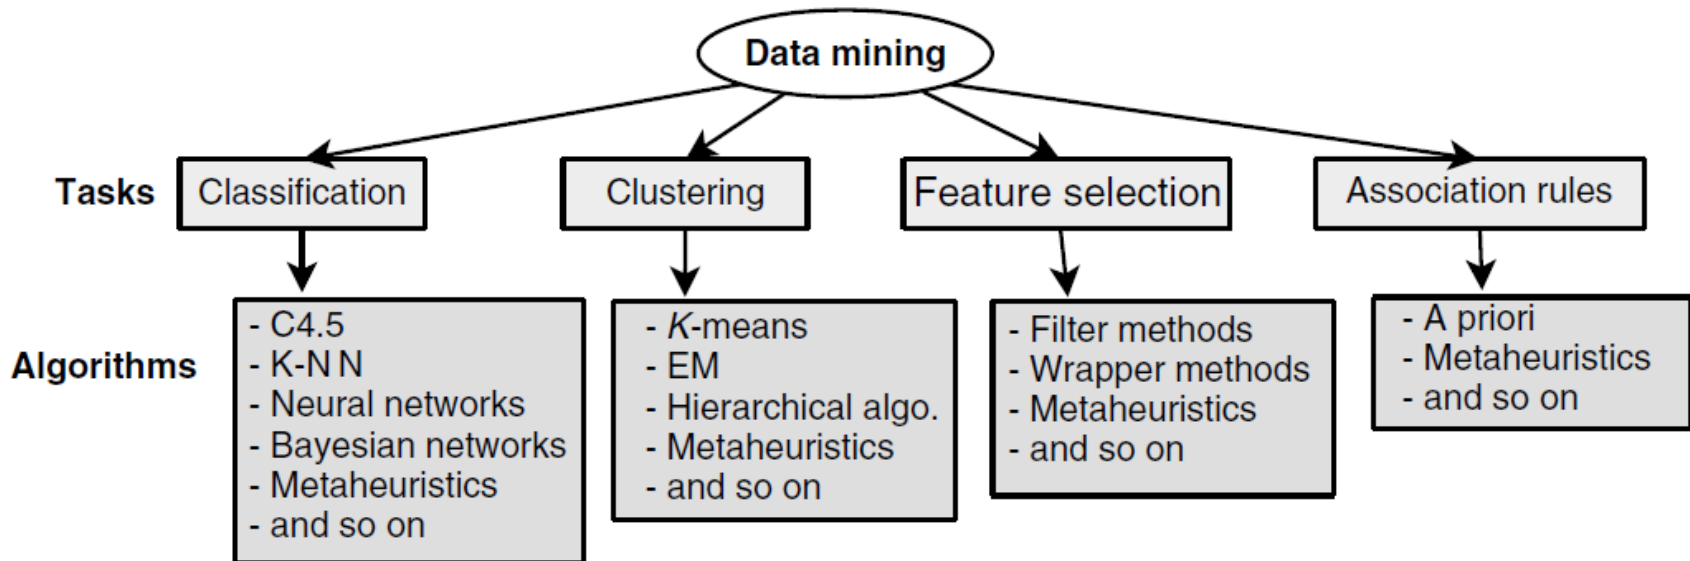 Data mining
Tasks
Classification
Clustering
Feature selection
Association rules
Algorithms
- C4.5
- K-N N
- Neural networks
- Bayesian networks
- Metaheuristics
- and so on
- K-means
- EM
- Hierarchical algo.
- Metaheuristics
- and so on
- Filter methods
- Wrapper methods
- Metaheuristics
- and so on
- A priori
- Metaheuristics
- and so on